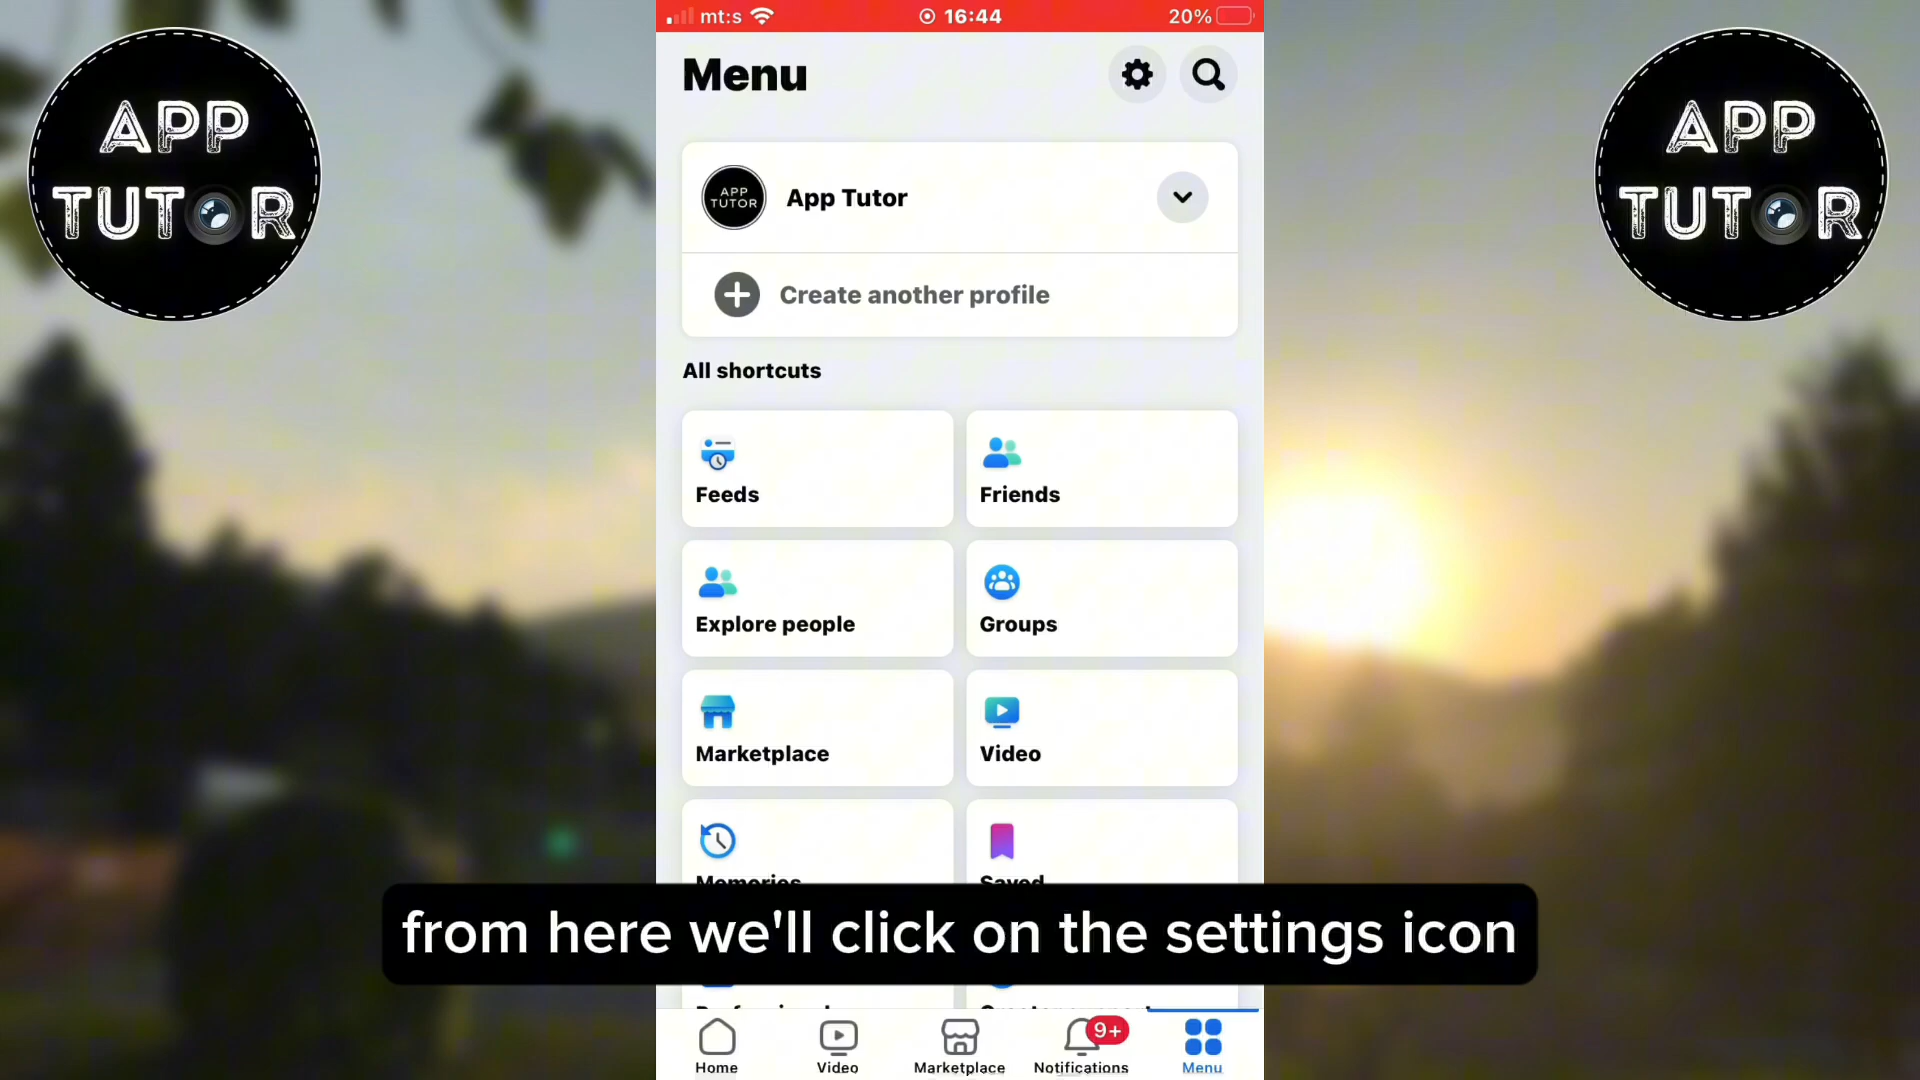 mt:s
16:44
20%
APP
TUTOR
APP
TUTOR
Menu
APP
TUTOR
App Tutor
Create another profile
All shortcuts
Feeds
Friends
Explore people
Groups
Marketplace
Video
Memories
Saved
from here we'll click on the settings icon
Home
Video
Marketplace
9+
Notifications
Menu